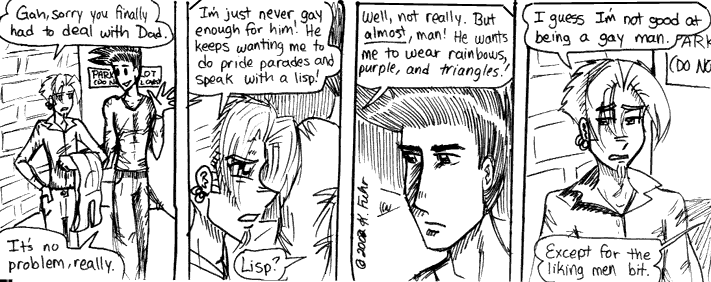 Gah, sorry you finally
had to deal with Dad.
It's no
problem, really.
I'm just never gay
enough for him! He
keeps wanting me to
do pride parades and
speak with a lisp!
Lisp?
Well, not really. But
almost, man! He wants
me to wear rainbows,
purple, and triangles!
© 2008 H. Fuhr
I guess I'm not good at
being a gay man.
PARK
(DO NO
Except for the
liking men bit.